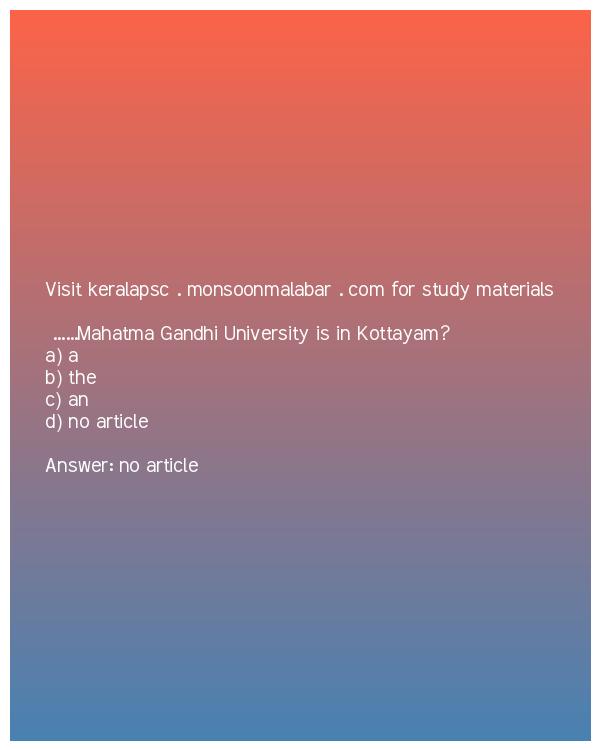 Visit keralapsc . monsoonmalabar . com for study materials
......Mahatma Gandhi University is in Kottayam?
a) a
b) the
c) an
d) no article
Answer: no article